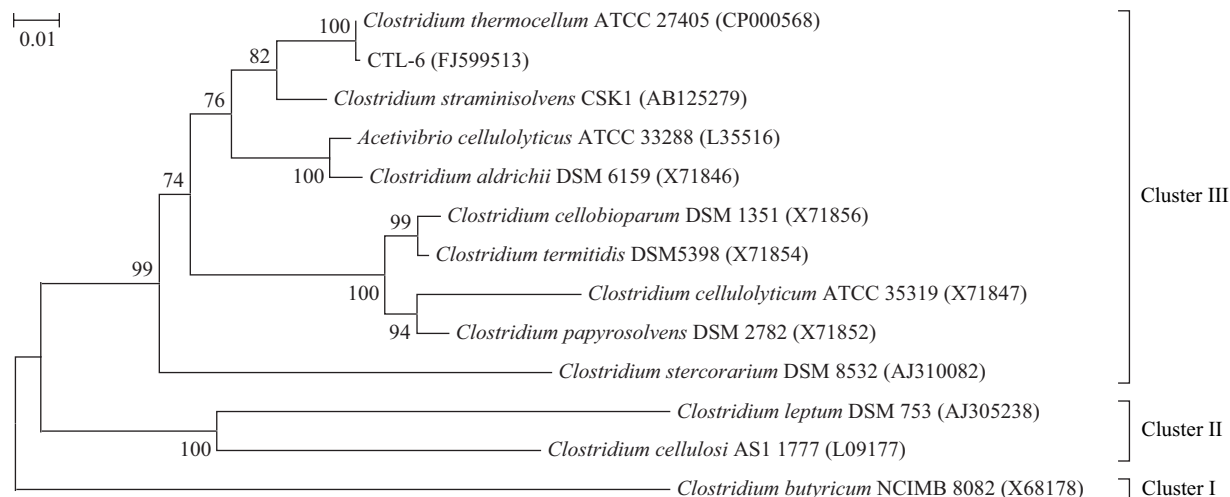 0.01
100
Clostridium thermocellum ATCC 27405 (CP000568)
CTL-6 (FJ599513)
82
Clostridium straminisolvens CSK1 (AB125279)
76
Acetivibrio cellulolyticus ATCC 33288 (L35516)
100
Clostridium aldrichii DSM 6159 (X71846)
74
Cluster III
Clostridium cellobioparum DSM 1351 (X71856)
99
Clostridium termitidis DSM5398 (X71854)
99
100
Clostridium cellulolyticum ATCC 35319 (X71847)
94
Clostridium papyrosolvens DSM 2782 (X71852)
Clostridium stercorarium DSM 8532 (AJ310082)
Clostridium leptum DSM 753 (AJ305238)
Cluster II
100
Clostridium cellulosi AS1 1777 (L09177)
Clostridium butyricum NCIMB 8082 (X68178)
Cluster I